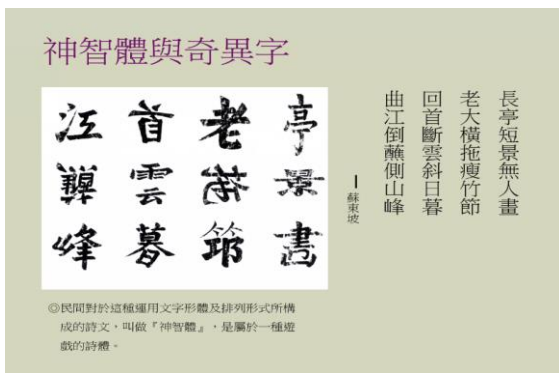 神智體與奇異字
長亭短景無人畫
老大橫拖瘦竹節
回首斷雲斜日暮
曲江倒蘸側山峰
蘇東坡
亭景畫
老拖筇
首雲暮
江蘸峰
◎民間對於這種運用文字形體及排列形式所構
成的詩文，叫做『神智體』，是屬於一種遊
戲的詩體。